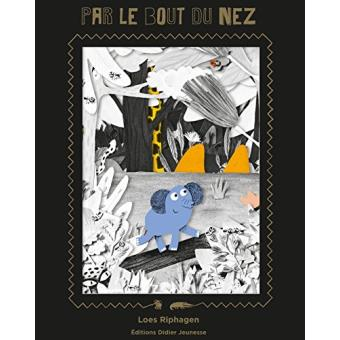 PAR LE BOUT DU NEZ
Loes Riphagen
Éditions Didier Jeunesse